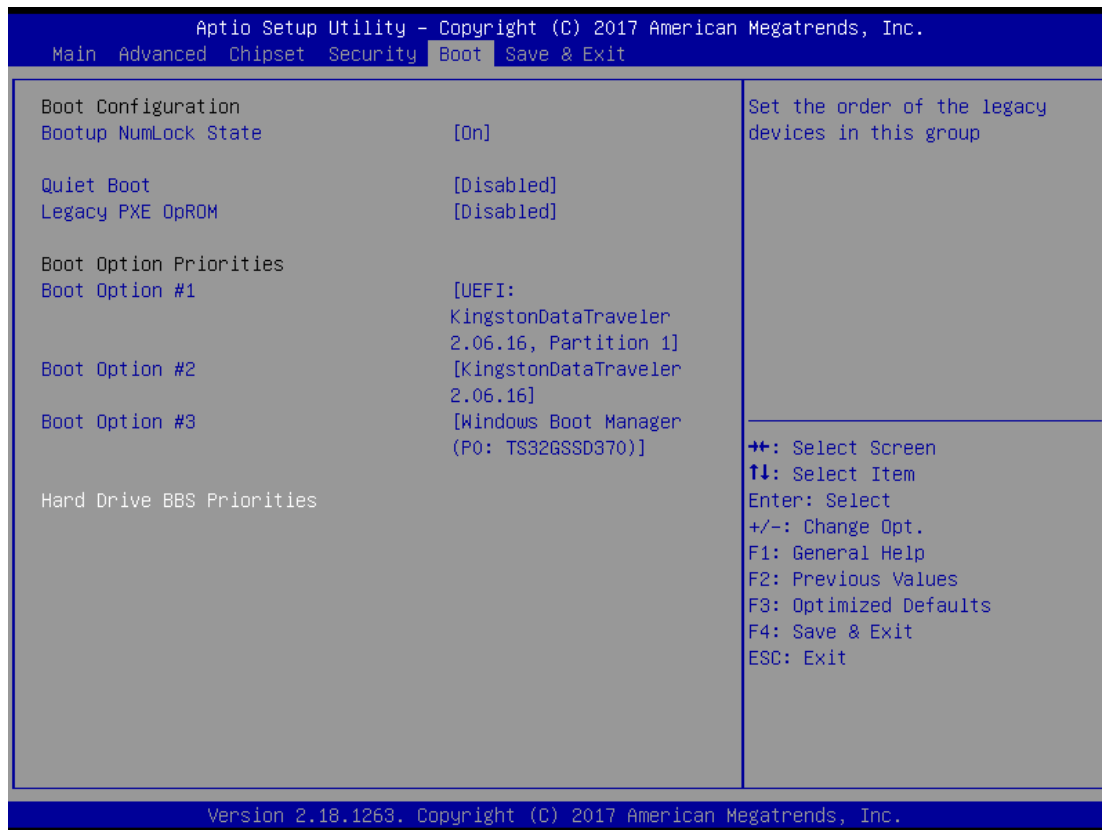 Aptio Setup Utility – Copyright (C) 2017 American Megatrends, Inc.
Main Advanced Chipset Security Boot Save & Exit
Boot Configuration
Bootup NumLock State [On]
Quiet Boot [Disabled]
Legacy PXE OpROM [Disabled]
Boot Option Priorities
Boot Option #1 [UEFI:
KingstonDataTraveler
2.06.16, Partition 1]
Boot Option #2 [KingstonDataTraveler
2.06.16]
Boot Option #3 [Windows Boot Manager
(P0: TS32GSSD370)]
Hard Drive BBS Priorities
Set the order of the legacy
devices in this group
→←: Select Screen
↑↓: Select Item
Enter: Select
+/-: Change Opt.
F1: General Help
F2: Previous Values
F3: Optimized Defaults
F4: Save & Exit
ESC: Exit
Version 2.18.1263. Copyright (C) 2017 American Megatrends, Inc.